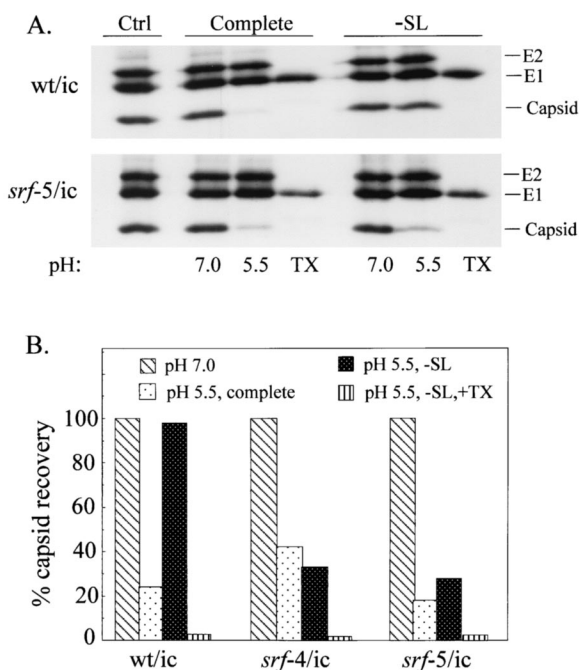 A.
Ctrl Complete -SL
wt/ic
E2
E1
Capsid
srf-5/ic
E2
E1
Capsid
pH: 7.0 5.5 TX 7.0 5.5 TX
B.
pH 7.0 pH 5.5, -SL
pH 5.5, complete pH 5.5, -SL,+TX
% capsid recovery
100
80
60
40
20
0
wt/ic srf-4/ic srf-5/ic